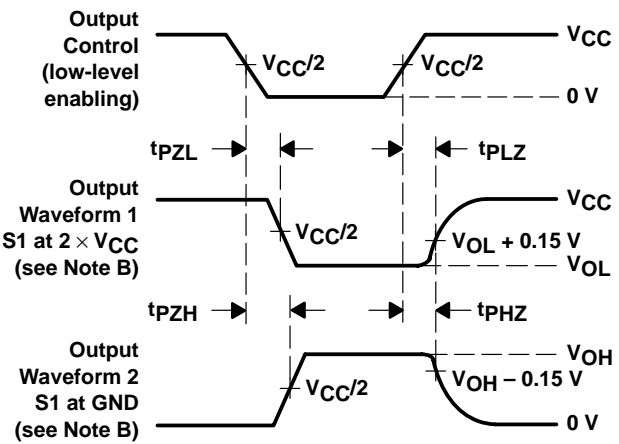 Output
Control
(low-level
enabling)
VCC
VCC/2
VCC/2
0 V
tPZL
tPLZ
Output
Waveform 1
S1 at 2 × VCC
(see Note B)
VCC
VCC/2
VOL + 0.15 V
VOL
tPZH
tPHZ
Output
Waveform 2
S1 at GND
(see Note B)
VOH
VCC/2
VOH – 0.15 V
0 V